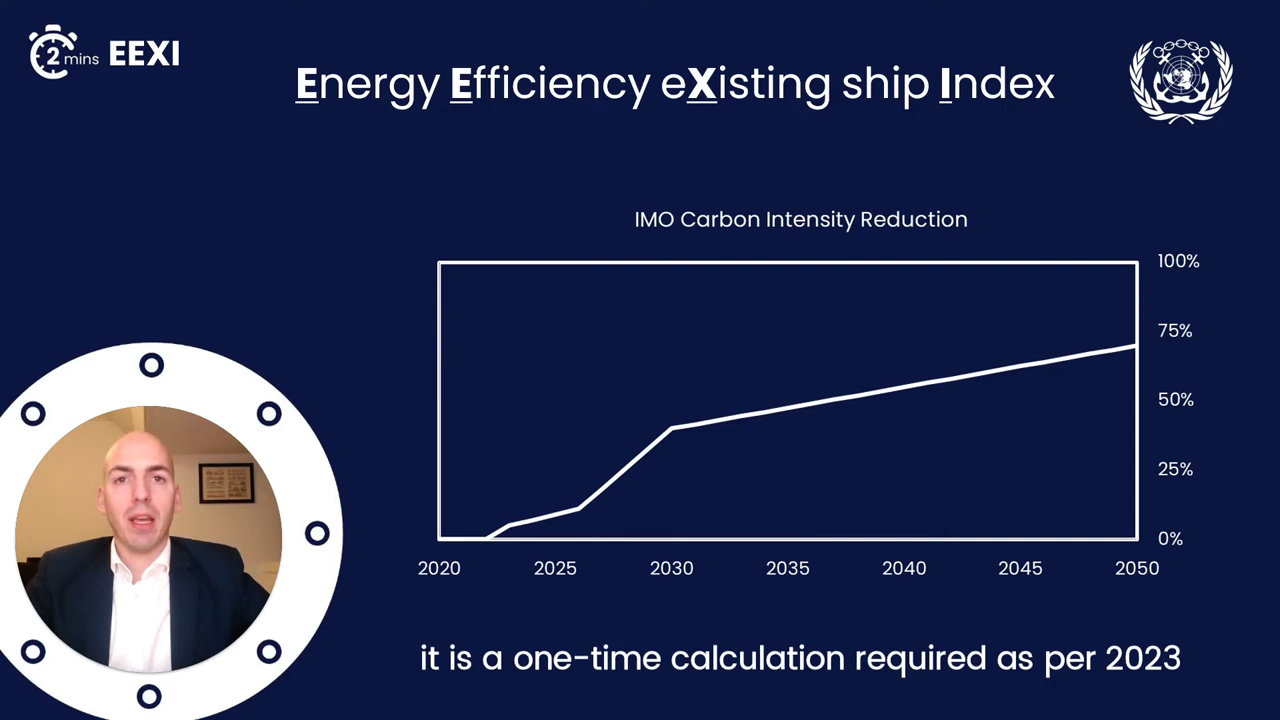 2 mins EEXI
Energy Efficiency eXisting ship Index
IMO Carbon Intensity Reduction
100%
75%
50%
25%
0%
2020 2025 2030 2035 2040 2045 2050
it is a one-time calculation required as per 2023